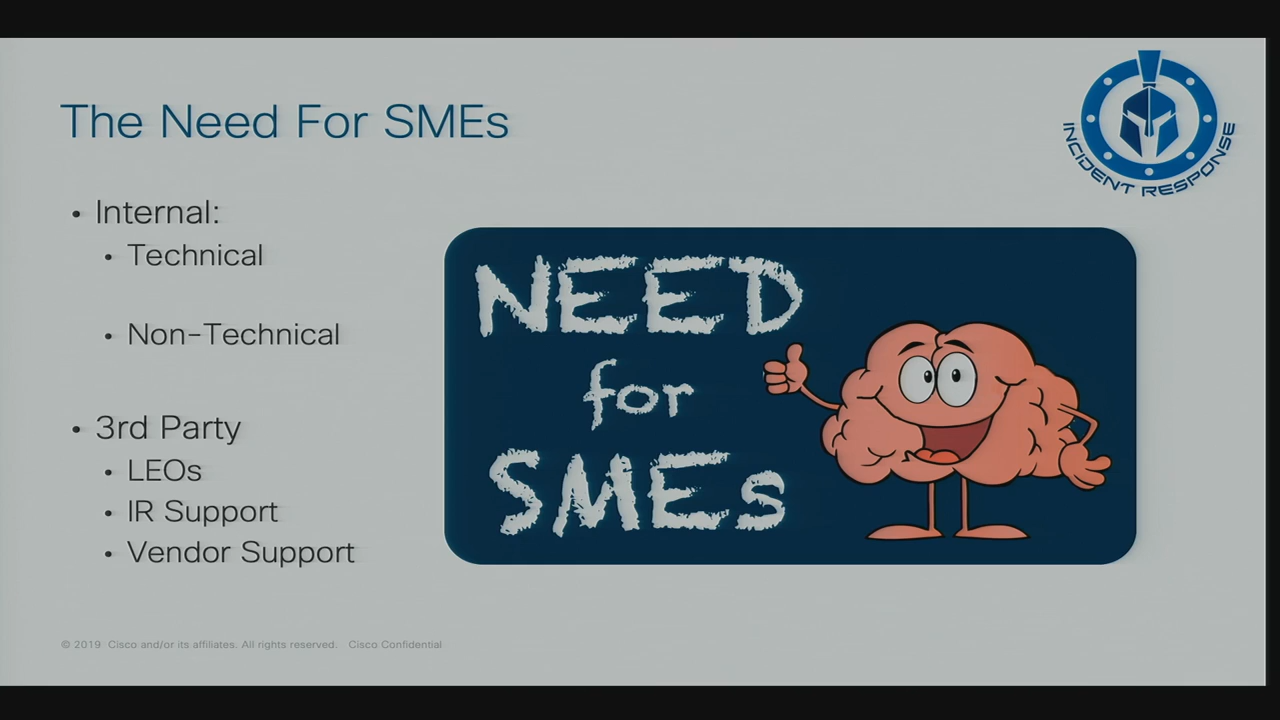 The Need For SMEs
INCIDENT RESPONSE
• Internal:
• Technical
• Non-Technical
• 3rd Party
• LEOs
• IR Support
• Vendor Support
NEED
for
SMEs
© 2019 Cisco and/or its affiliates. All rights reserved. Cisco Confidential